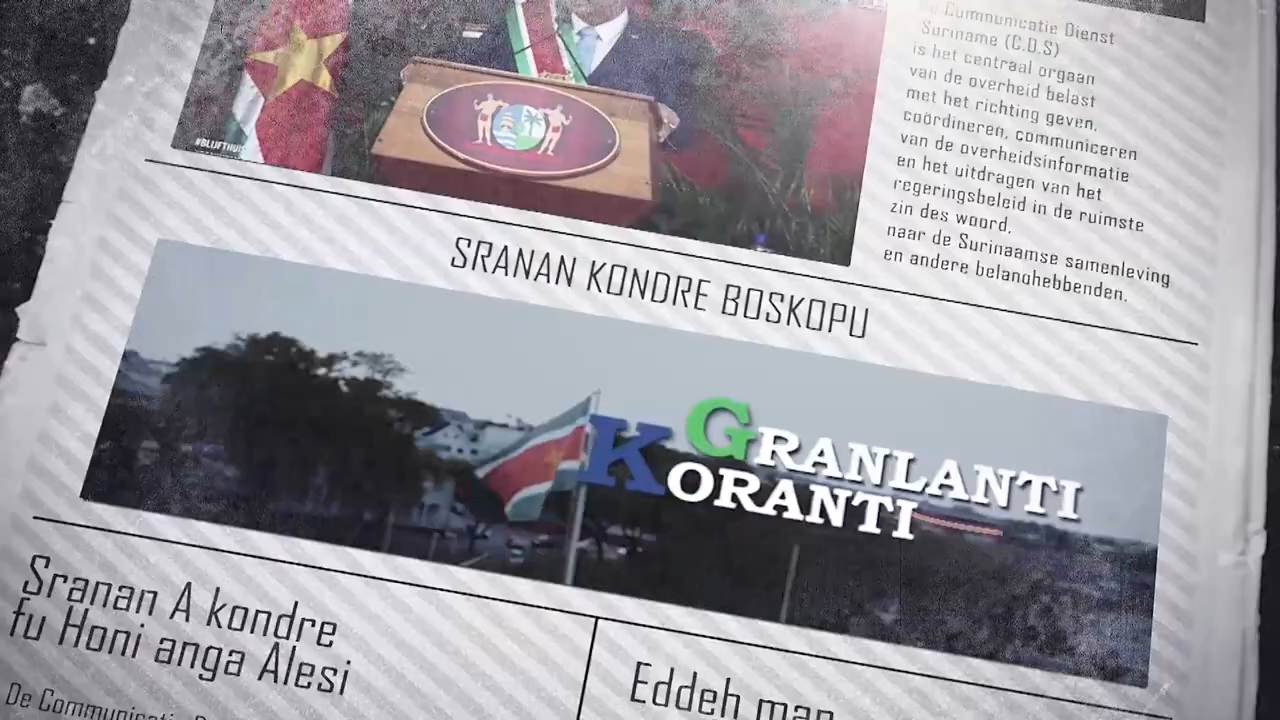 #BLUFTHUIS
Communicatie Dienst
Suriname (C.D.S)
is het centraal orgaan
van de overheid belast
met het richting geven,
coördineren, communiceren
van de overheidsinformatie
en het uitdragen van het
regeringsbeleid in de ruimste
zin des woord,
naar de Surinaamse samenleving
en andere belanghebbenden.
SRANAN KONDRE BOSKOPU
GRANLANTI
KORANTI
Sranan A kondre
fu Honi anga Alesi
De Communicatie
Eddeh man